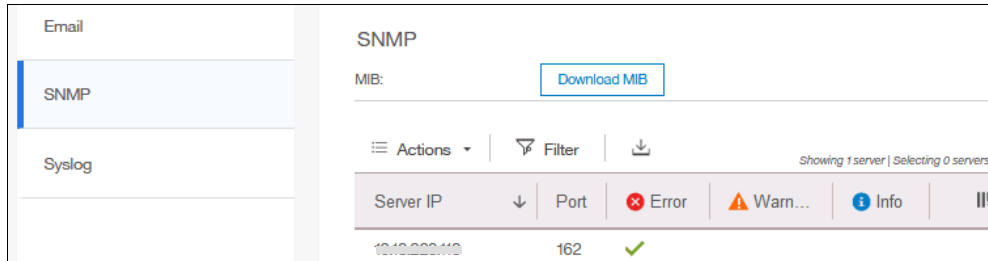 Email
SNMP
Syslog
SNMP
MIB: Download MIB
Actions Filter
Showing 1 server | Selecting 0 servers
Server IP Port Error Warn... Info
162